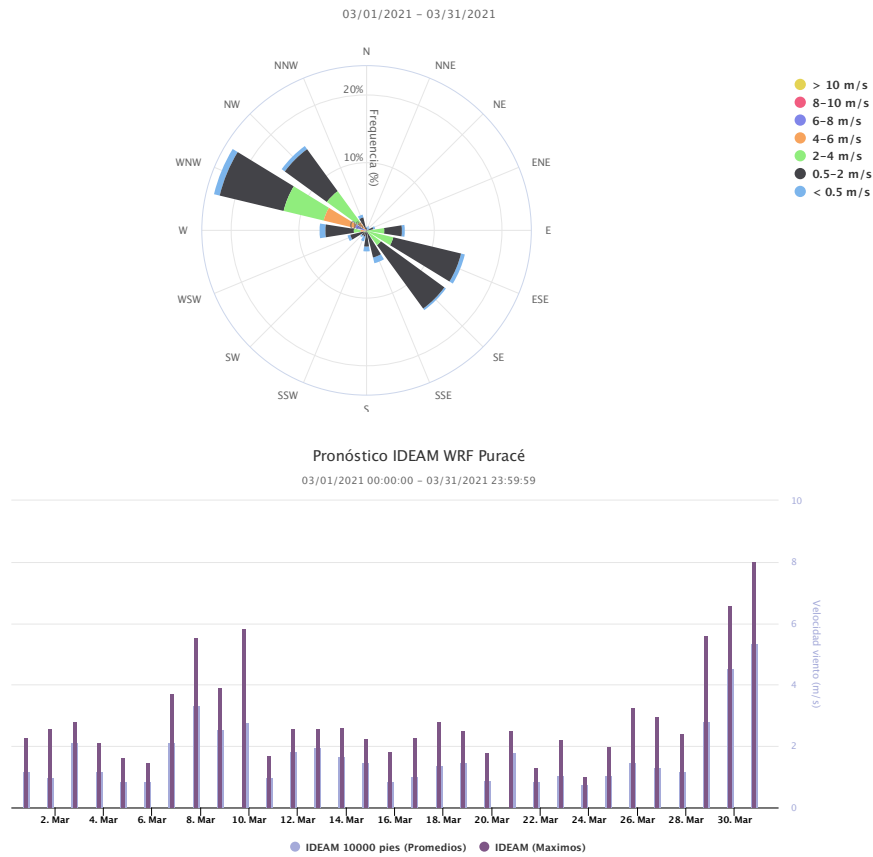 03/01/2021 – 03/31/2021
N
NNE
NE
ENE
E
ESE
SE
SSE
S
SSW
SW
WSW
W
WNW
NW
NNW
20%
10%
0%
Frequencia (%)
> 10 m/s
8–10 m/s
6–8 m/s
4–6 m/s
2–4 m/s
0.5–2 m/s
< 0.5 m/s
Pronóstico IDEAM WRF Puracé
03/01/2021 00:00:00 – 03/31/2021 23:59:59
10
8
6
4
2
0
Velocidad viento (m/s)
2. Mar 4. Mar 6. Mar 8. Mar 10. Mar 12. Mar 14. Mar 16. Mar 18. Mar 20. Mar 22. Mar 24. Mar 26. Mar 28. Mar 30. Mar
IDEAM 10000 pies (Promedios) IDEAM (Maximos)